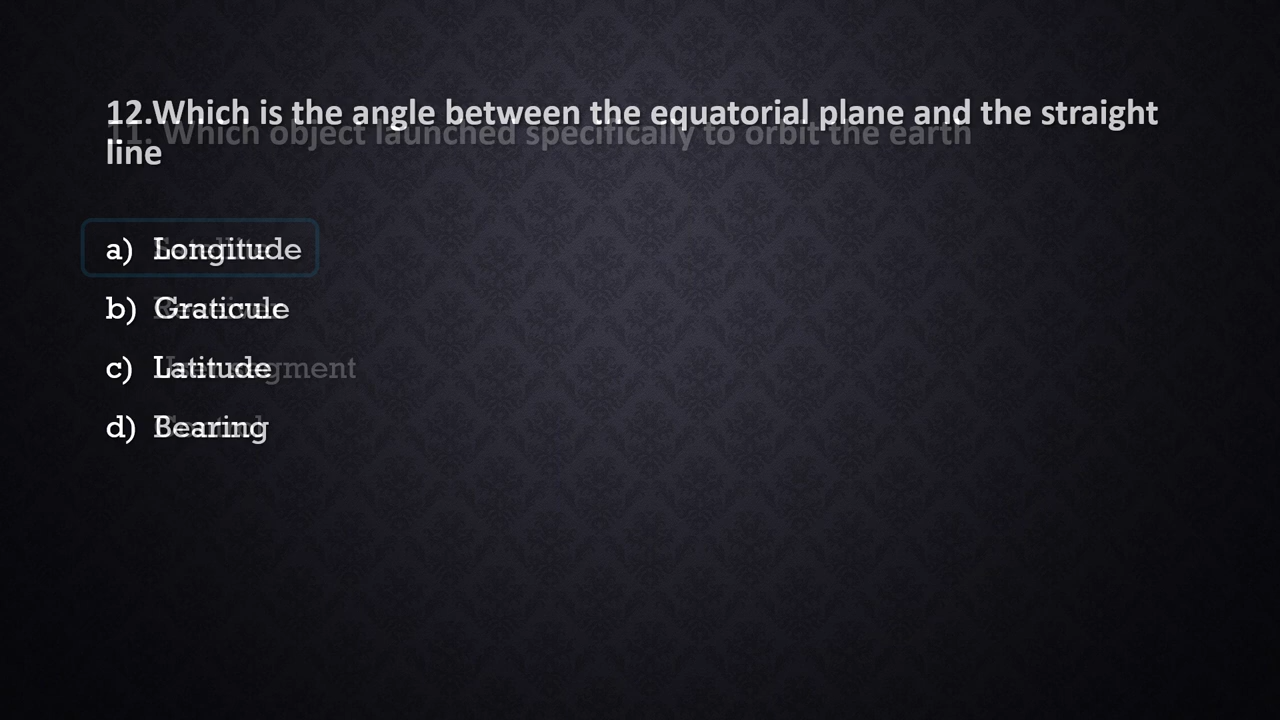 12.Which is the angle between the equatorial plane and the straight
line
11. Which object launched specifically to orbit the earth
a) Longitude
b) Graticule
c) Latitude
segment
d) Bearing